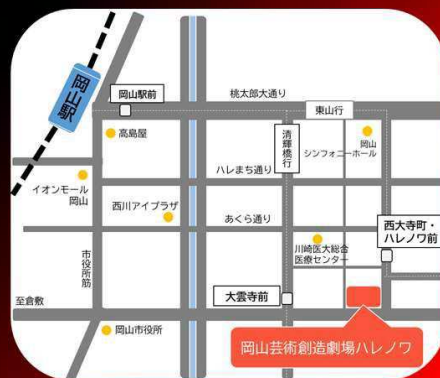 岡山駅
岡山駅前
桃太郎大通り
東山行
高島屋
清輝橋行
岡山
シンフォニーホール
ハレまち通り
イオンモール
岡山
西川アイプラザ
あくら通り
西大寺町・
ハレノワ前
川崎医大総合
医療センター
市役所筋
大雲寺前
至倉敷
岡山市役所
岡山芸術創造劇場ハレノワ